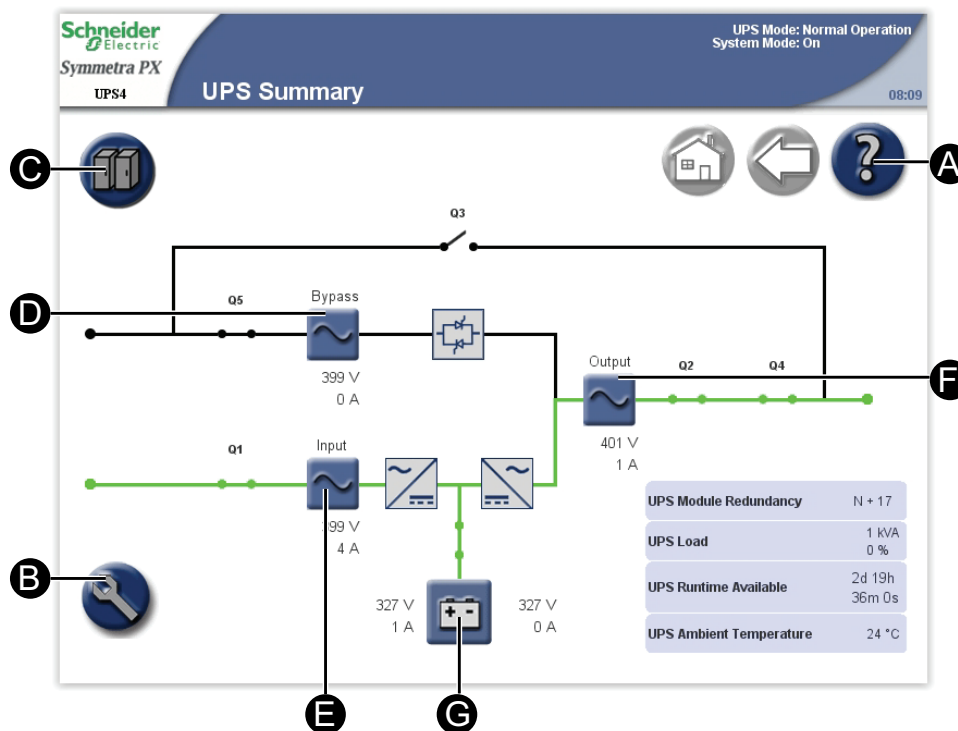 Schneider
Electric
Symmetra PX
UPS4
UPS Summary
UPS Mode: Normal Operation
System Mode: On
08:09
C
?
A
Q3
D
Q5
Bypass
399 V
0 A
Output
Q2
Q4
F
401 V
1 A
Q1
Input
399 V
4 A
UPS Module Redundancy N + 17
UPS Load 1 kVA
0 %
UPS Runtime Available 2d 19h
36m 0s
UPS Ambient Temperature 24 °C
B
327 V
1 A
+ -
327 V
0 A
E
G